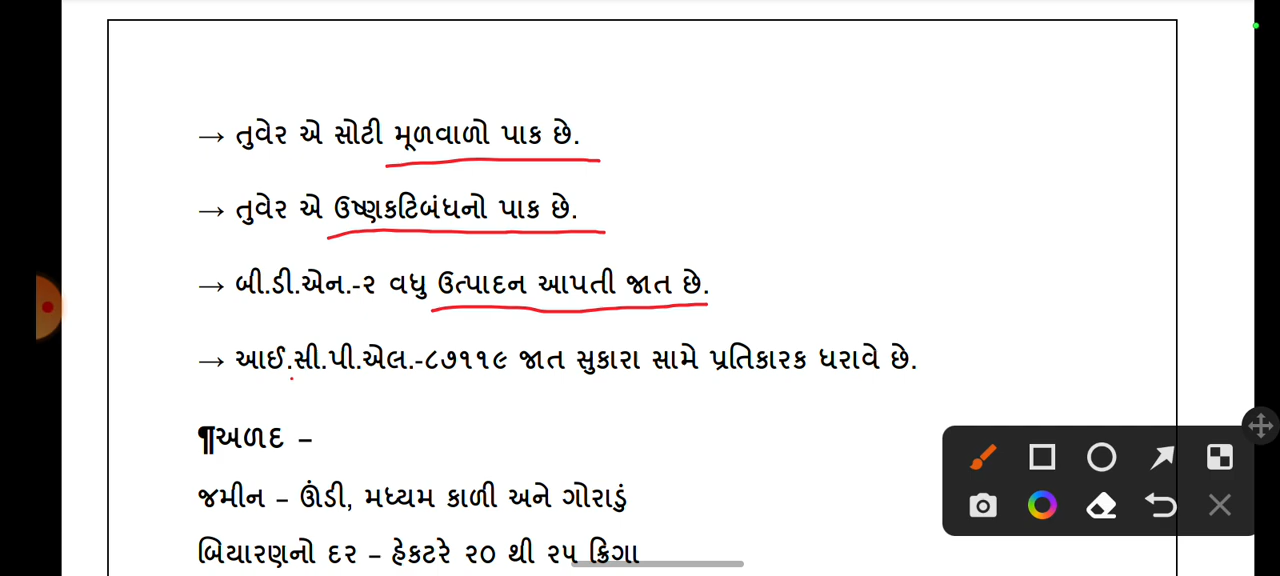 → તુવેર એ સોટી મૂળવાળો પાક છે.
→ તુવેર એ ઉષ્ણકટિબંધનો પાક છે.
→ બી.ડી.એન.-૨ વધુ ઉત્પાદન આપતી જાત છે.
→ આઈ.સી.પી.એલ.-૮૭૧૧૯ જાત સુકારા સામે પ્રતિકારક ધરાવે છે.
¶અળદ –
જમીન – ઊંડી, મધ્યમ કાળી અને ગોરાડું
બિયારણનો દર – હેકટરે ૨૦ થી ૨૫ ક્રિગા